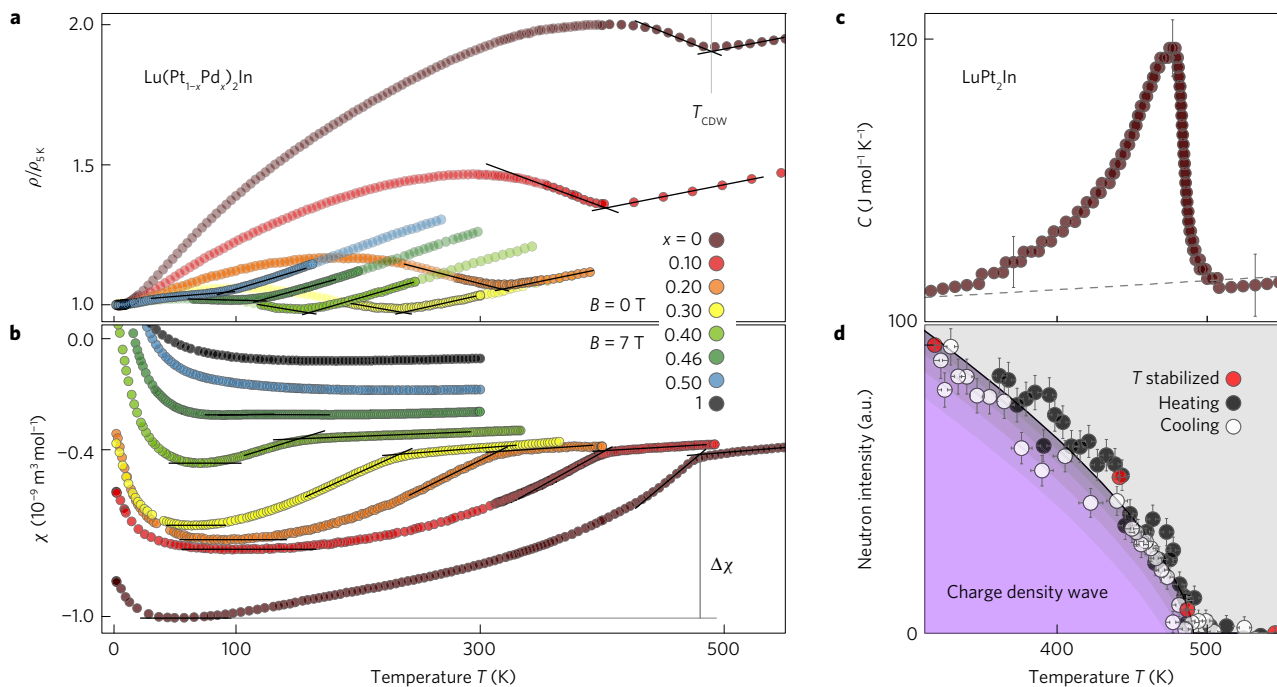 a
2.0
Lu(Pt₁₋ₓPdₓ)₂In
T_CDW
ρ/ρ₅ K
1.5
x = 0
0.10
0.20
0.30
0.40
0.46
0.50
1
1.0
B = 0 T
b
0.0
B = 7 T
χ (10⁻⁹ m³ mol⁻¹)
−0.4
Δχ
−1.0
0
100
300
500
Temperature T (K)
c
120
LuPt₂In
C (J mol⁻¹ K⁻¹)
100
d
T stabilized
Heating
Cooling
Neutron intensity (a.u.)
Charge density wave
0
400
500
Temperature T (K)